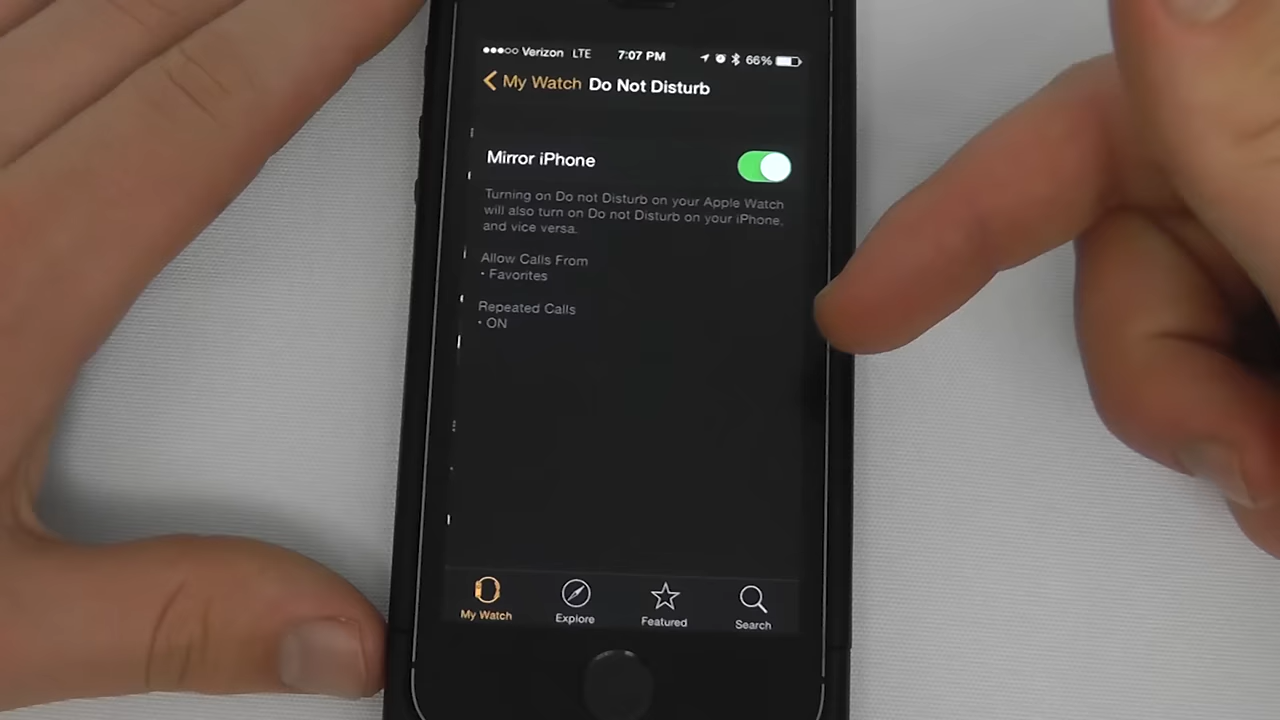 Verizon LTE 7:07 PM 66%
My Watch Do Not Disturb
Mirror iPhone
Turning on Do not Disturb on your Apple Watch
will also turn on Do not Disturb on your iPhone,
and vice versa.
Allow Calls From
• Favorites
Repeated Calls
• ON
My Watch Explore Featured Search